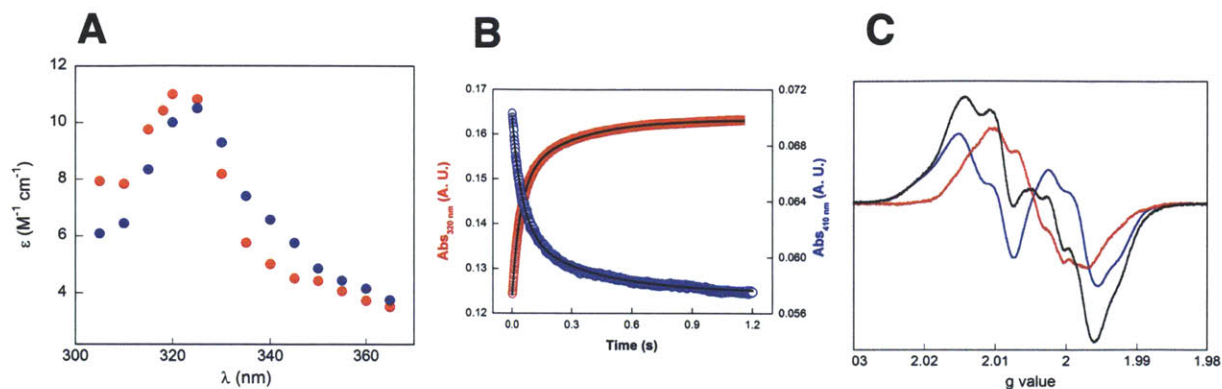 A
12
10
8
6
4
ε (M⁻¹ cm⁻¹)
300 320 340 360
λ (nm)
B
0.17
0.16
0.15
0.14
0.13
0.12
Abs320 nm (A. U.)
0.072
0.068
0.064
0.060
0.056
Abs410 nm (A. U.)
0.0 0.3 0.6 0.9 1.2
Time (s)
C
03 2.02 2.01 2 1.99 1.98
g value